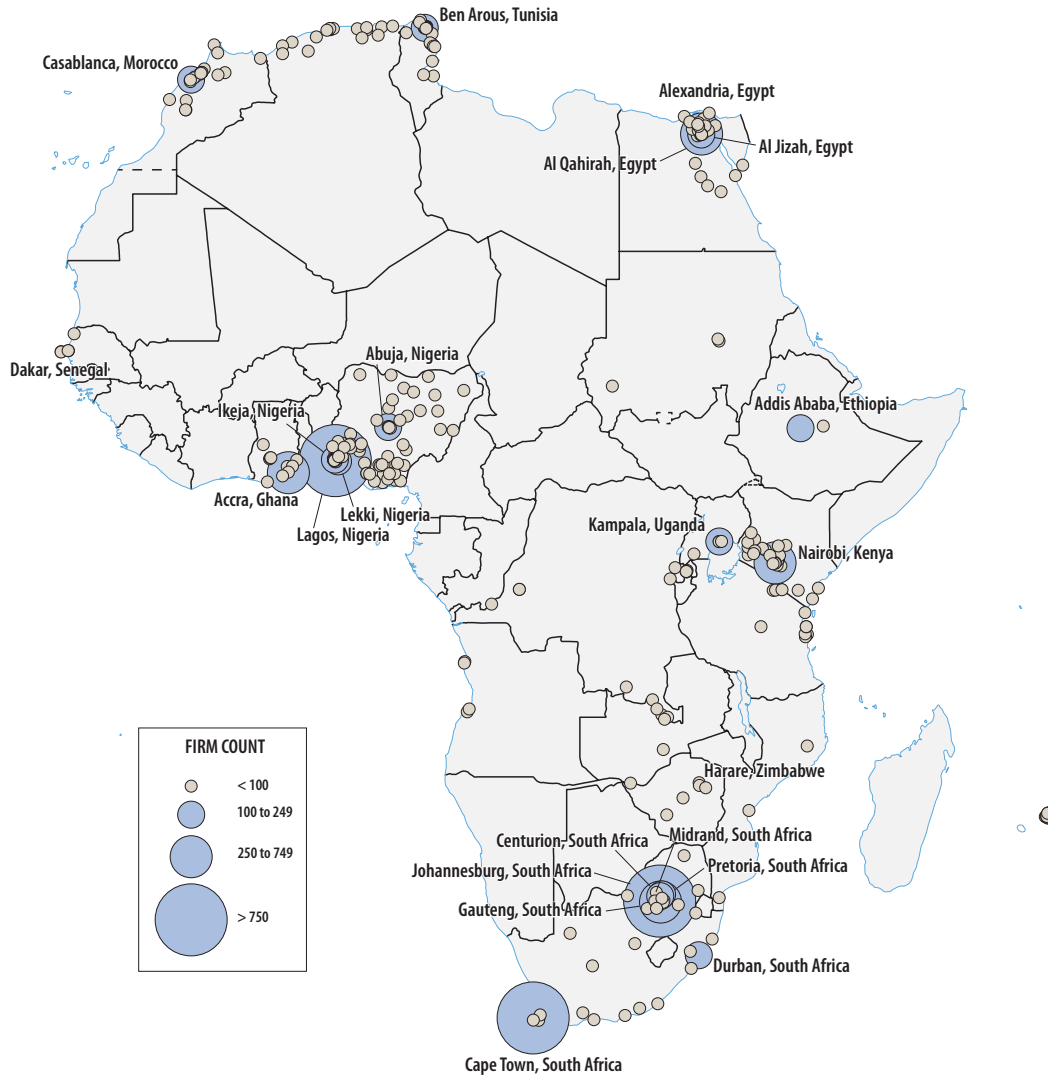 Ben Arous, Tunisia
Casablanca, Morocco
Alexandria, Egypt
Al Qahirah, Egypt
Al Jizah, Egypt
Dakar, Senegal
Abuja, Nigeria
Ikeja, Nigeria
Addis Ababa, Ethiopia
Accra, Ghana
Lekki, Nigeria
Lagos, Nigeria
Kampala, Uganda
Nairobi, Kenya
FIRM COUNT
< 100
100 to 249
250 to 749
> 750
Harare, Zimbabwe
Centurion, South Africa
Midrand, South Africa
Johannesburg, South Africa
Pretoria, South Africa
Gauteng, South Africa
Durban, South Africa
Cape Town, South Africa